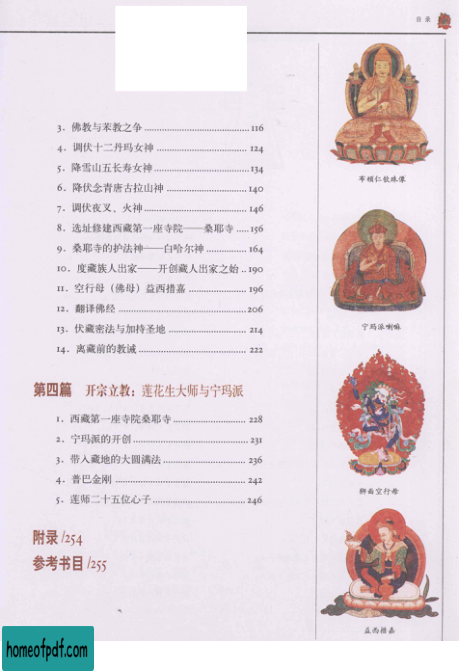 目 录
3. 佛教与苯教之争 ........................ 116
4. 调伏十二丹玛女神 ........................ 124
5. 降雪山五长寿女神 ........................ 134
6. 降伏念青唐古拉山神 ........................ 140
7. 调伏夜叉、火神 ........................ 146
8. 选址修建西藏第一座寺院——桑耶寺 ..... 156
9. 桑耶寺的护法神——白哈尔神 ............ 164
10. 度藏族人出家——开创藏人出家之始 .. 190
11. 空行母（佛母）益西措嘉 ................ 196
12. 翻译佛经 ........................ 206
13. 伏藏密法与加持圣地 ................ 214
14. 离藏前的教诫 ........................ 222
第四篇 开宗立教：莲花生大师与宁玛派
1. 西藏第一座寺院桑耶寺 ................ 228
2. 宁玛派的开创 ........................ 231
3. 带入藏地的大圆满法 ................ 236
4. 普巴金刚 ........................ 242
5. 莲师二十五位心子 ................ 246
附录/254
参考书目/255
布顿仁钦珠像
宁玛派喇嘛
狮面空行母
益西措嘉
homeofpdf.com